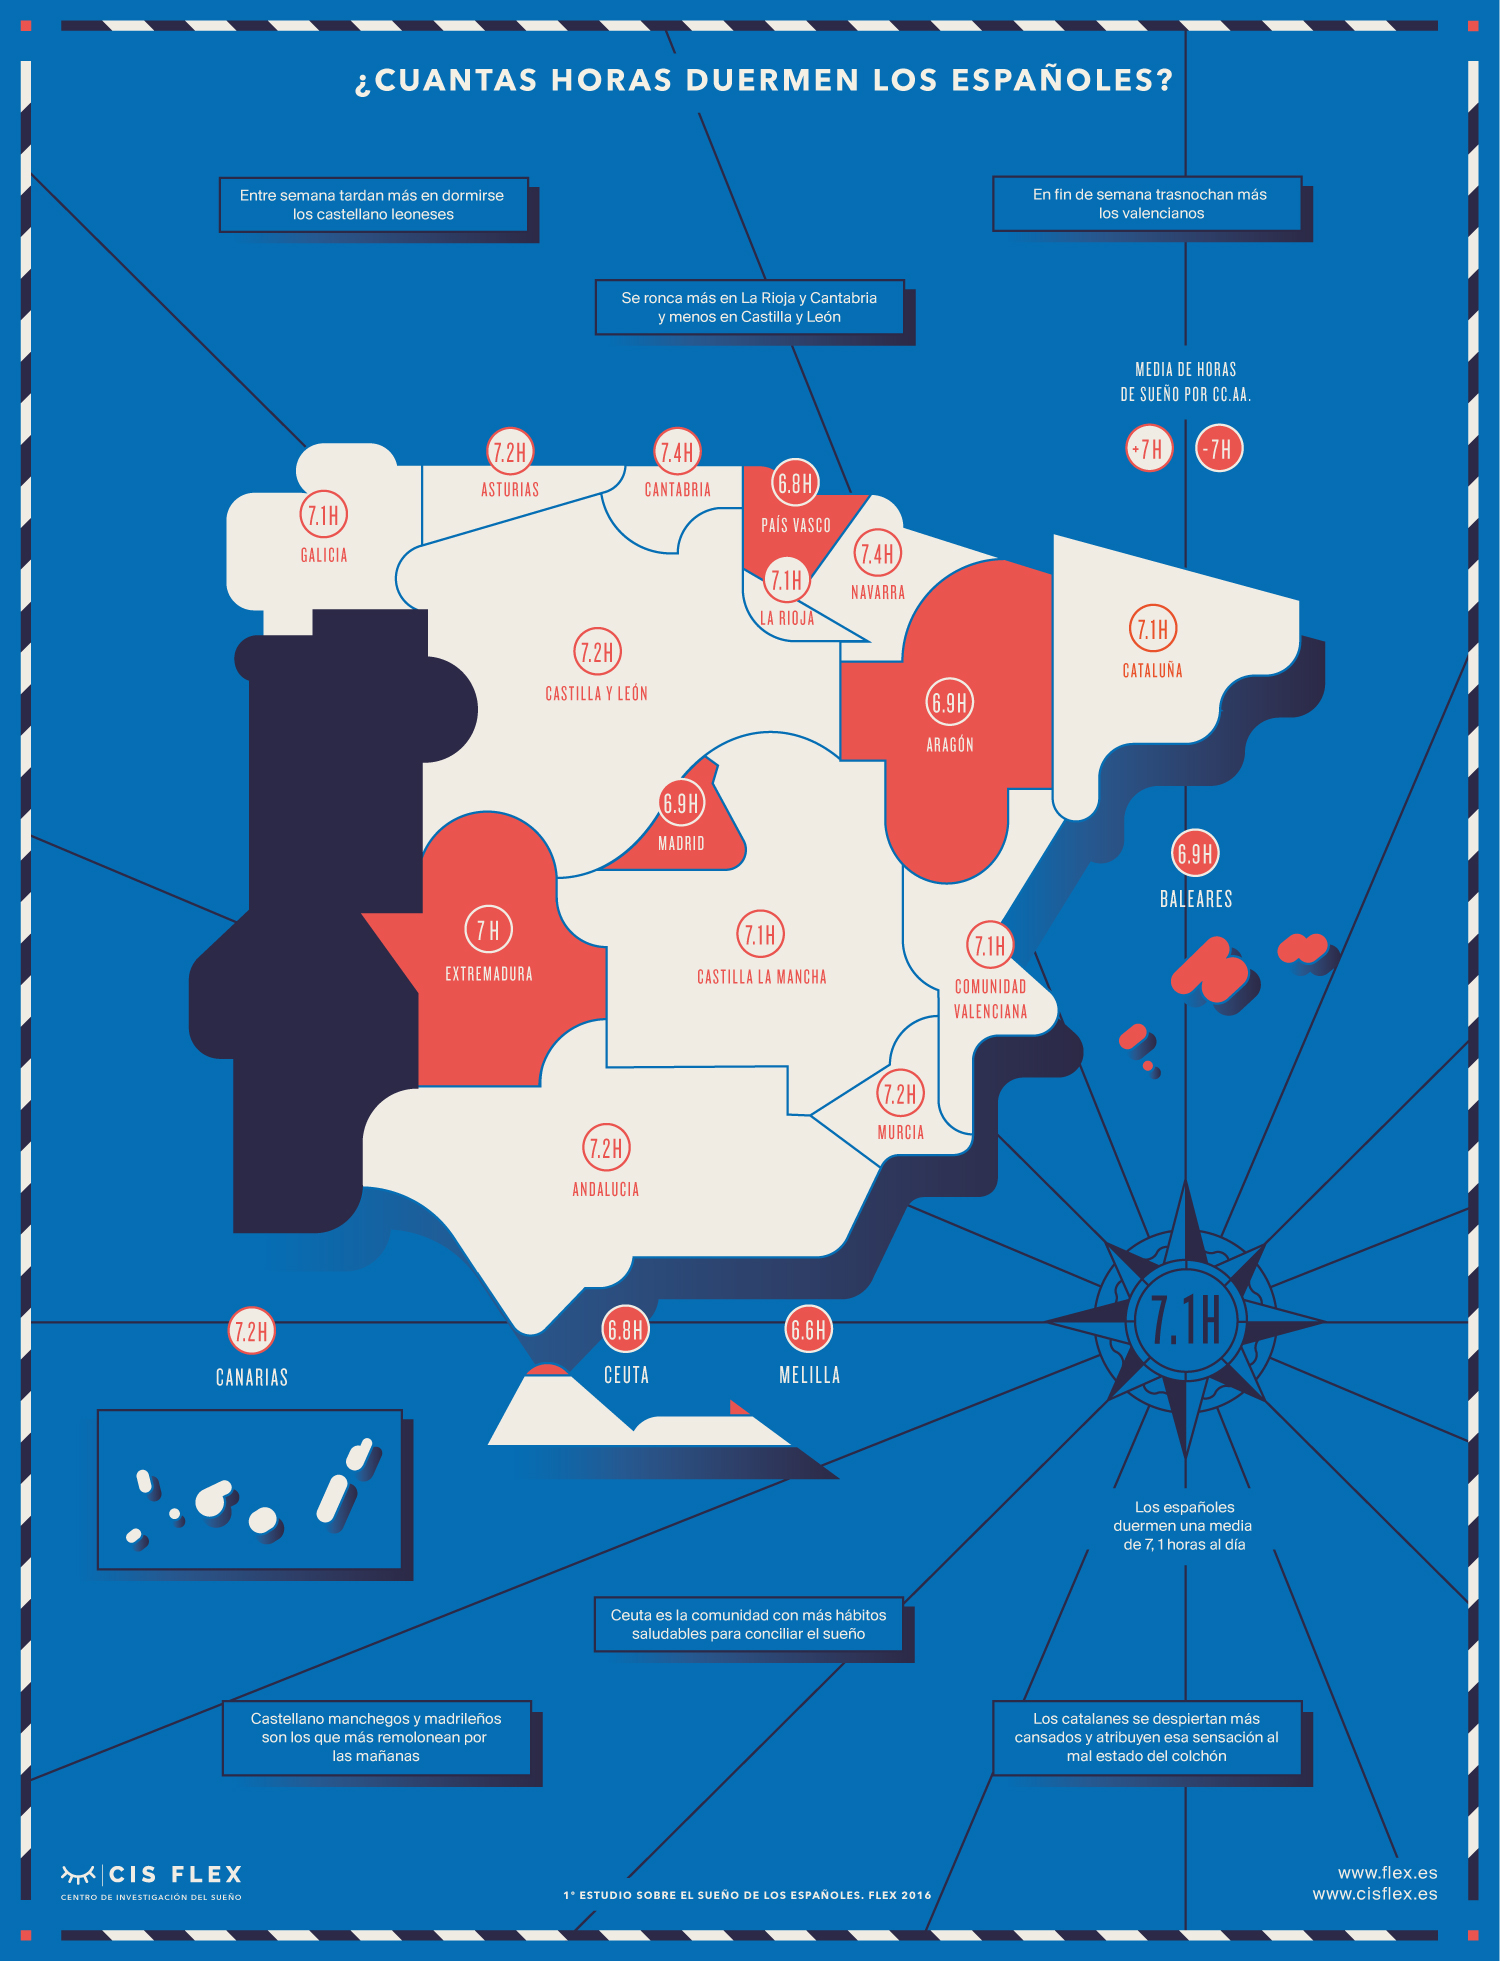 ¿CUANTAS HORAS DUERMEN LOS ESPAÑOLES?
Entre semana tardan más en dormirse
los castellano leoneses
En fin de semana trasnochan más
los valencianos
Se ronca más en La Rioja y Cantabria
y menos en Castilla y León
MEDIA DE HORAS
DE SUEÑO POR CC.AA.
+7H
-7H
7.2H
ASTURIAS
7.4H
CANTABRIA
6.8H
PAÍS VASCO
7.1H
GALICIA
7.4H
NAVARRA
7.1H
LA RIOJA
7.1H
CATALUÑA
7.2H
CASTILLA Y LEÓN
6.9H
ARAGÓN
6.9H
MADRID
6.9H
BALEARES
7 H
EXTREMADURA
7.1H
CASTILLA LA MANCHA
7.1H
COMUNIDAD
VALENCIANA
7.2H
MURCIA
7.2H
ANDALUCIA
7.2H
CANARIAS
6.8H
CEUTA
6.6H
MELILLA
7.1H
Los españoles
duermen una media
de 7,1 horas al día
Ceuta es la comunidad con más hábitos
saludables para conciliar el sueño
Castellano manchegos y madrileños
son los que más remolonean por
las mañanas
Los catalanes se despiertan más
cansados y atribuyen esa sensación al
mal estado del colchón
CIS FLEX
CENTRO DE INVESTIGACIÓN DEL SUEÑO
1º ESTUDIO SOBRE EL SUEÑO DE LOS ESPAÑOLES. FLEX 2016
www.flex.es
www.cisflex.es